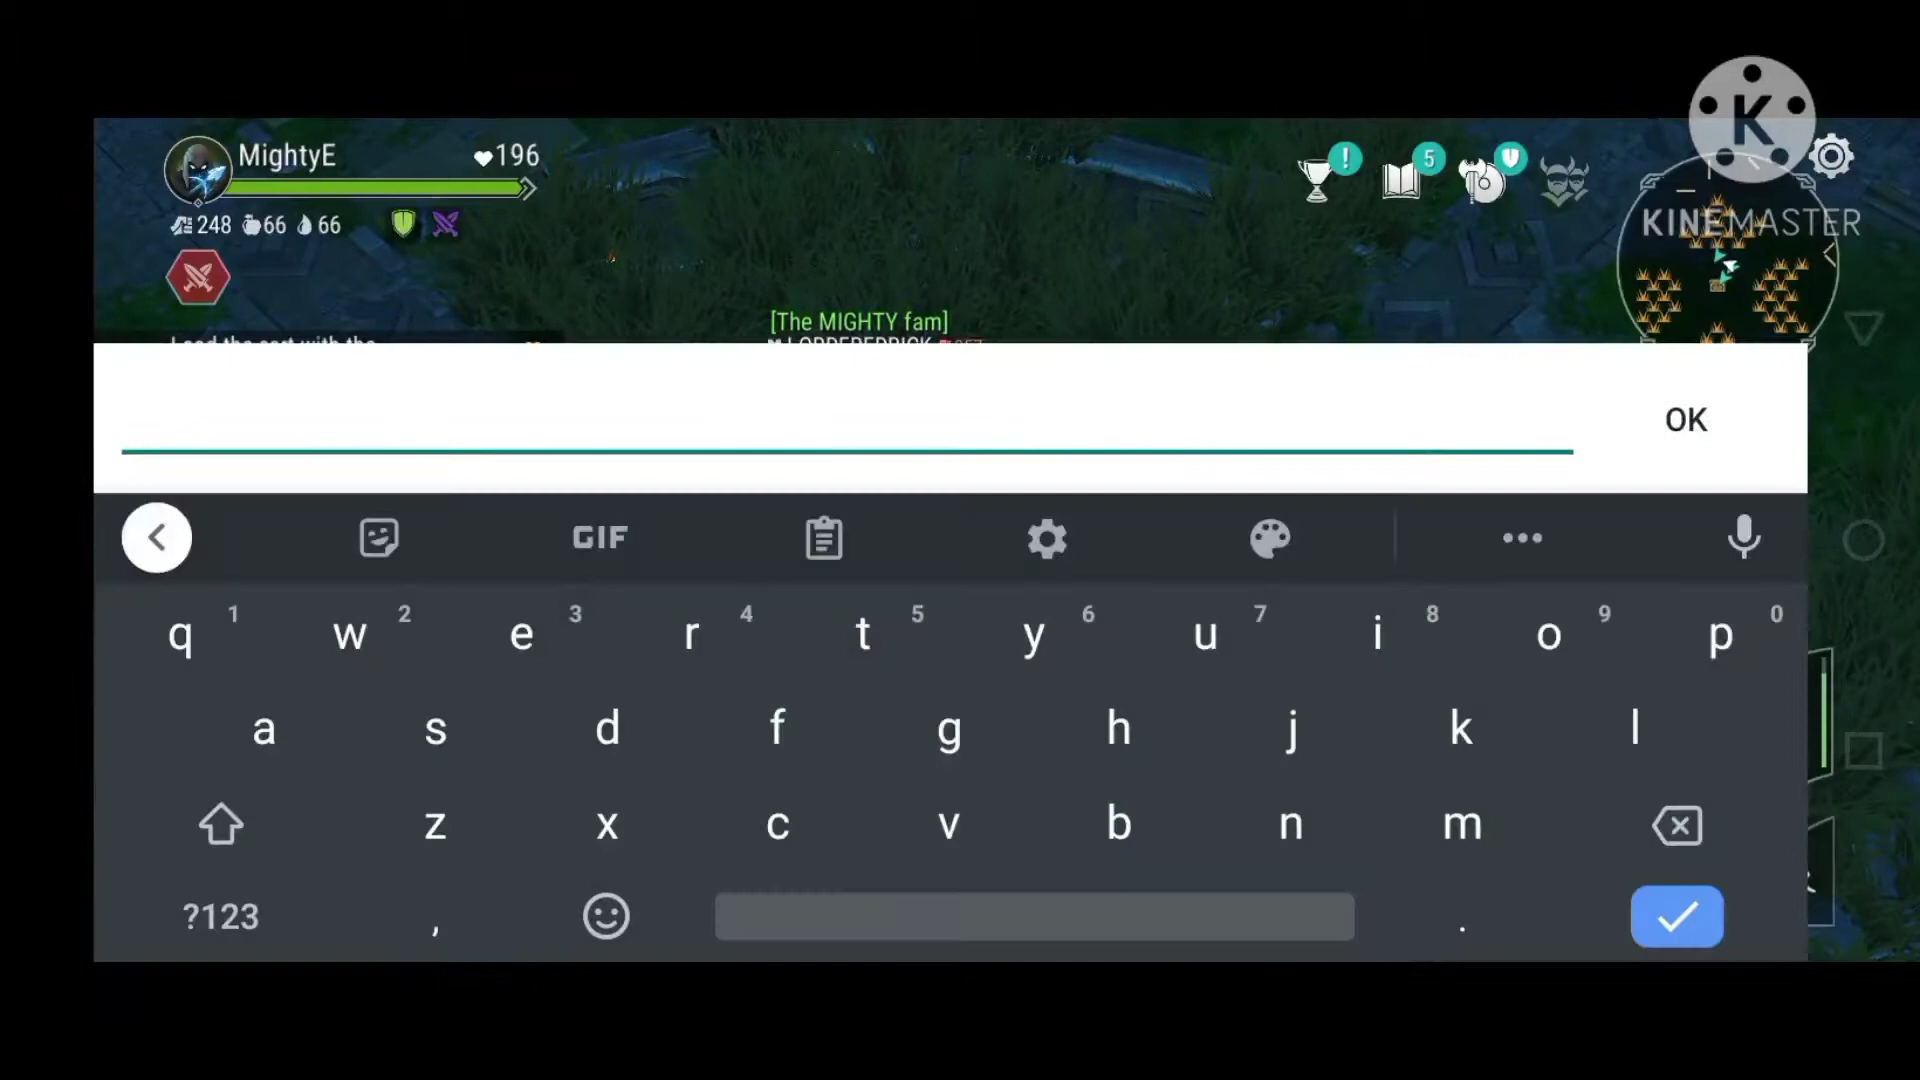 MightyE
196
248 66 66
!
5
K
KINEMASTER
[The MIGHTY fam]
OK
GIF
q 1 w 2 e 3 r 4 t 5 y 6 u 7 i 8 o 9 p 0
a s d f g h j k l
z x c v b n m
?123 , .